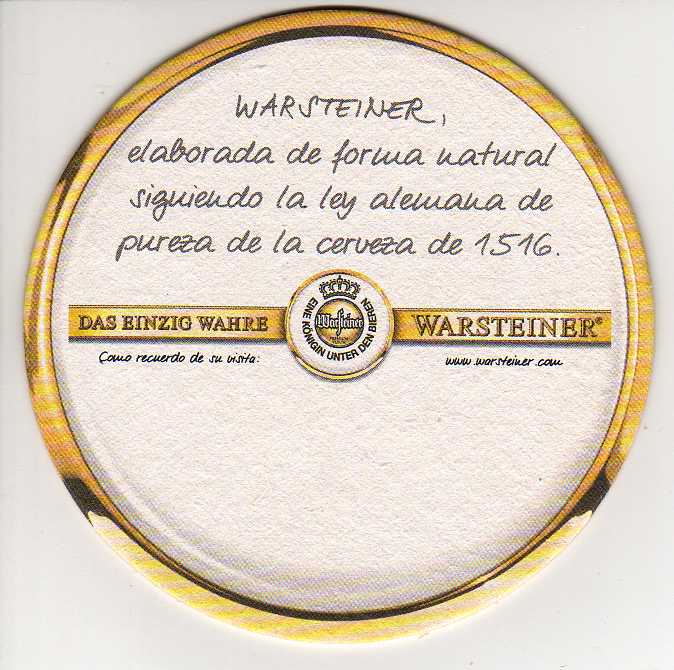 WARSTEINER,
elaborada de forma natural
siguiendo la ley alemana de
pureza de la cerveza de 1516.
DAS EINZIG WAHRE
Warsteiner
EINE KÖNIGIN UNTER DEN BIEREN
WARSTEINER®
Como recuerdo de su visita:
www.warsteiner.com